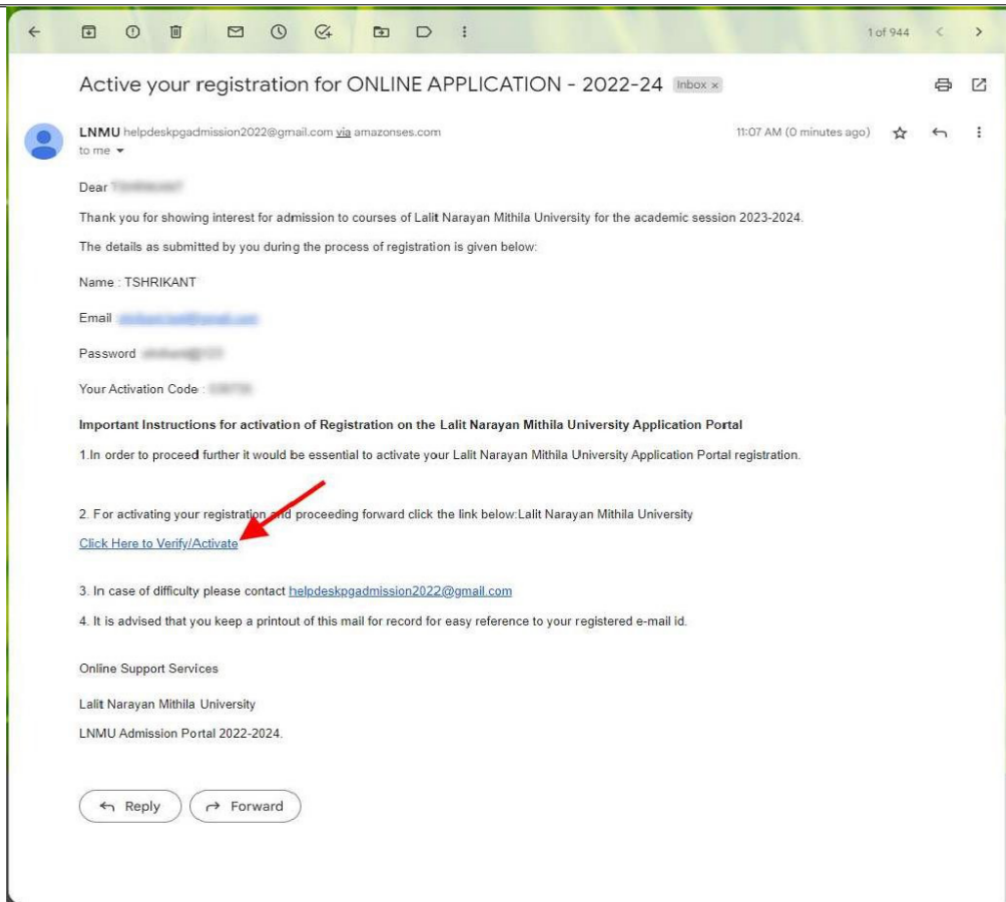 1 of 944
Active your registration for ONLINE APPLICATION - 2022-24 Inbox x
LNMU helpdeskpgadmission2022@gmail.com via amazonses.com 11:07 AM (0 minutes ago)
to me
Dear
Thank you for showing interest for admission to courses of Lalit Narayan Mithila University for the academic session 2023-2024.
The details as submitted by you during the process of registration is given below:
Name : TSHRIKANT
Email
Password
Your Activation Code :
Important Instructions for activation of Registration on the Lalit Narayan Mithila University Application Portal
1.In order to proceed further it would be essential to activate your Lalit Narayan Mithila University Application Portal registration.
2. For activating your registration and proceeding forward click the link below:Lalit Narayan Mithila University
Click Here to Verify/Activate
3. In case of difficulty please contact helpdeskpgadmission2022@gmail.com
4. It is advised that you keep a printout of this mail for record for easy reference to your registered e-mail id.
Online Support Services
Lalit Narayan Mithila University
LNMU Admission Portal 2022-2024.
Reply Forward